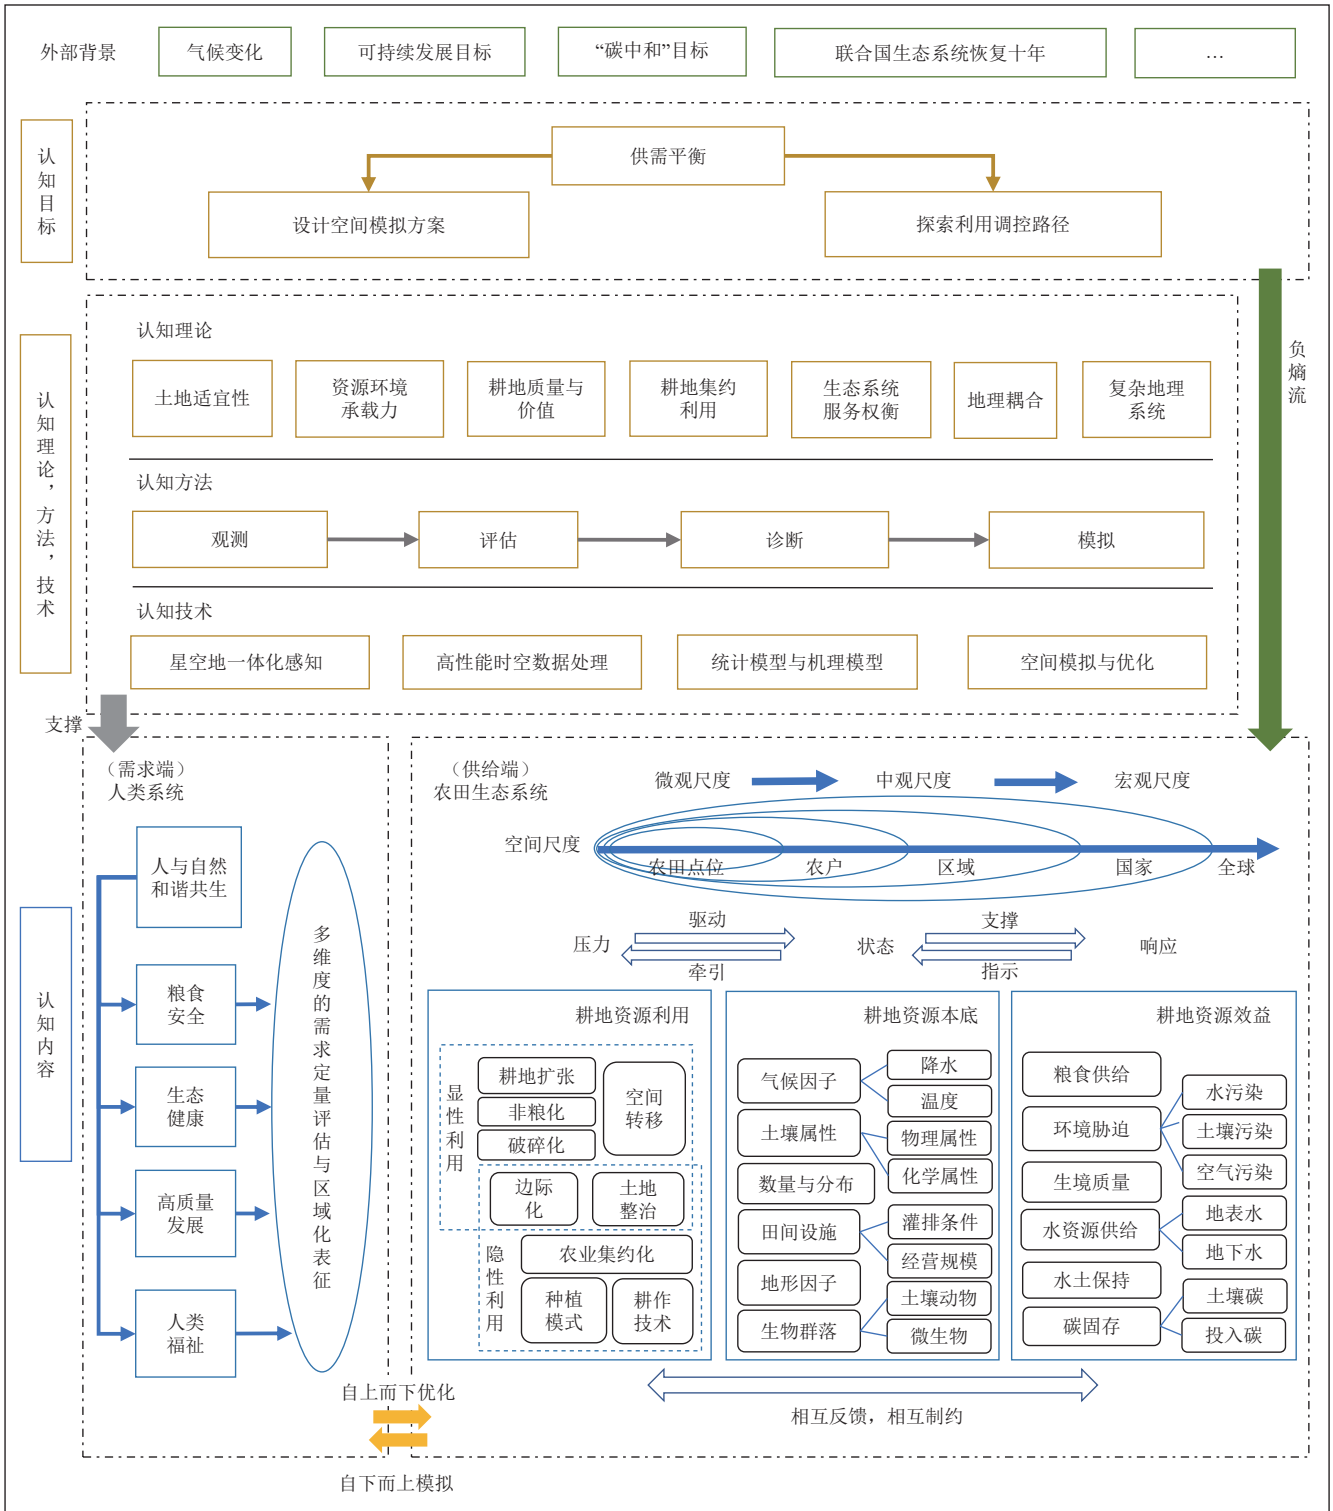 外部背景
气候变化
可持续发展目标
“碳中和”目标
联合国生态系统恢复十年
…
认知目标
供需平衡
设计空间模拟方案
探索利用调控路径
负熵流
认知理论，方法，技术
认知理论
土地适宜性
资源环境
承载力
耕地质量与
价值
耕地集约
利用
生态系统
服务权衡
地理耦合
复杂地理
系统
认知方法
观测
评估
诊断
模拟
认知技术
星空地一体化感知
高性能时空数据处理
统计模型与机理模型
空间模拟与优化
支撑
认知内容
（需求端）
人类系统
人与自然
和谐共生
粮食
安全
生态
健康
高质量
发展
人类
福祉
多维度的需求定量评估与区域化表征
（供给端）
农田生态系统
微观尺度
中观尺度
宏观尺度
空间尺度
农田点位
农户
区域
国家
全球
压力
驱动
牵引
状态
支撑
指示
响应
耕地资源利用
显性利用
耕地扩张
非粮化
破碎化
空间
转移
边际
化
土地
整治
隐性利用
农业集约化
种植
模式
耕作
技术
耕地资源本底
气候因子
降水
温度
土壤属性
物理属性
化学属性
数量与分布
田间设施
灌排条件
经营规模
地形因子
生物群落
土壤动物
微生物
耕地资源效益
粮食供给
环境胁迫
水污染
土壤污染
空气污染
生境质量
水资源供给
地表水
地下水
水土保持
碳固存
土壤碳
投入碳
相互反馈，相互制约
自上而下优化
自下而上模拟